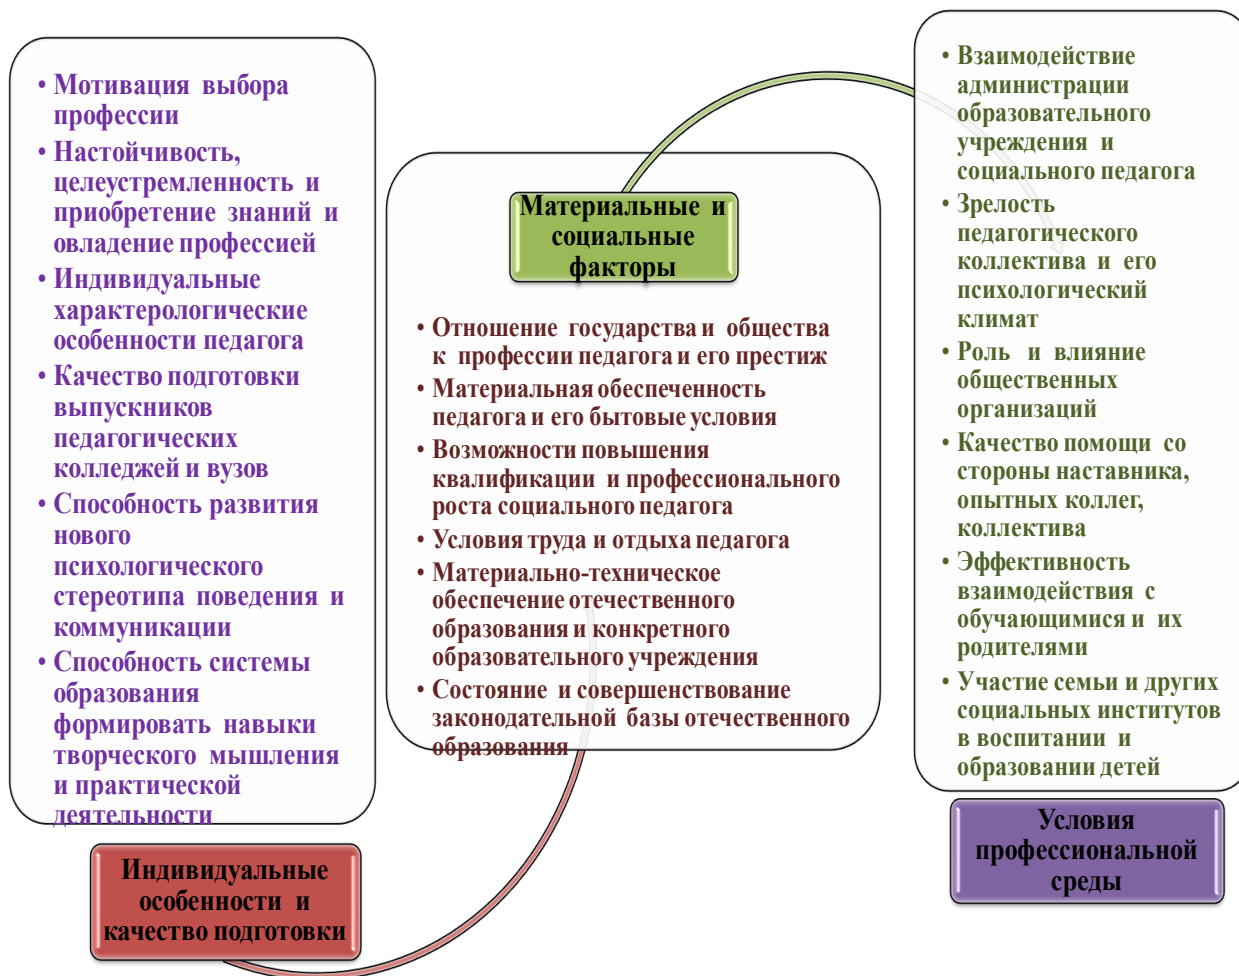 • Мотивация выбора
профессии
• Настойчивость,
целеустремленность и
приобретение знаний и
овладение профессией
• Индивидуальные
характерологические
особенности педагога
• Качество подготовки
выпускников
педагогических
колледжей и вузов
• Способность развития
нового
психологического
стереотипа поведения и
коммуникации
• Способность системы
образования
формировать навыки
творческого мышления
и практической
деятельности
Индивидуальные
особенности и
качество подготовки
Материальные и
социальные
факторы
• Отношение государства и общества
к профессии педагога и его престиж
• Материальная обеспеченность
педагога и его бытовые условия
• Возможности повышения
квалификации и профессионального
роста социального педагога
• Условия труда и отдыха педагога
• Материально-техническое
обеспечение отечественного
образования и конкретного
образовательного учреждения
• Состояние и совершенствование
законодательной базы отечественного
образования
• Взаимодействие
администрации
образовательного
учреждения и
социального педагога
• Зрелость
педагогического
коллектива и его
психологический
климат
• Роль и влияние
общественных
организаций
• Качество помощи со
стороны наставника,
опытных коллег,
коллектива
• Эффективность
взаимодействия с
обучающимися и их
родителями
• Участие семьи и других
социальных институтов
в воспитании и
образовании детей
Условия
профессиональной
среды